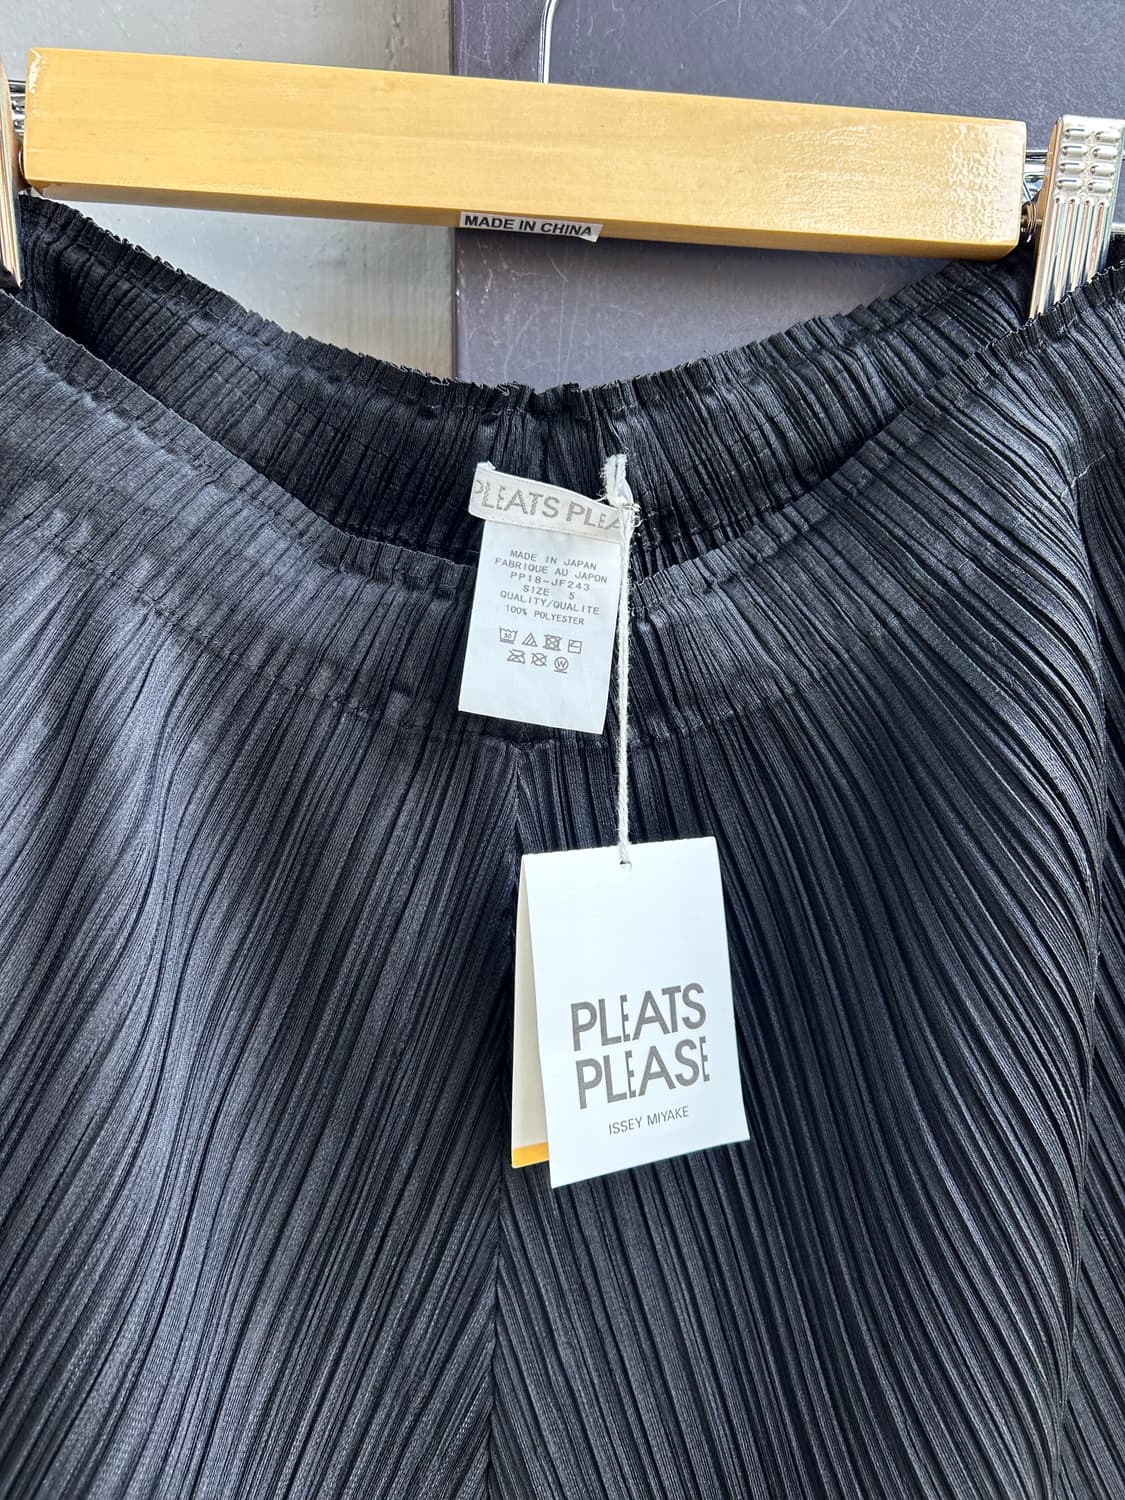 MADE IN CHINA
PLEATS PLEA
MADE IN JAPAN
FABRIQUE AU JAPON
PP18-JF243
SIZE 5
QUALITY/QUALITE
100% POLYESTER
PLEATS
PLEASE
ISSEY MIYAKE